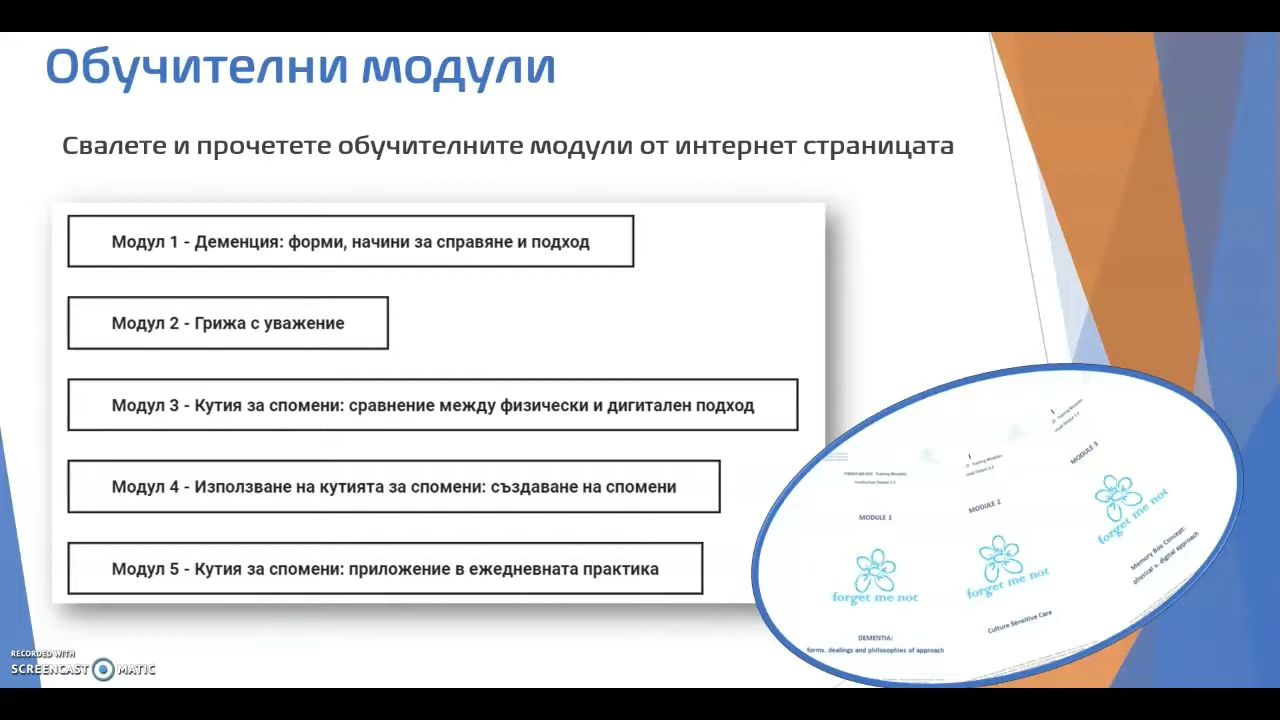 Обучителни модули
Свалете и прочетете обучителните модули от интернет страницата
Модул 1 - Деменция: форми, начини за справяне и подход
Модул 2 - Грижа с уважение
Модул 3 - Кутия за спомени: сравнение между физически и дигитален подход
Модул 4 - Използване на кутията за спомени: създаване на спомени
Модул 5 - Кутия за спомени: приложение в ежедневната практика
MODULE 1
forget me not
DEMENTIA:
forms, dealings and philosophies of approach
MODULE 2
forget me not
Culture Sensitive Care
MODULE 3
forget me not
Memory Box Concept:
physical v. digital approach
RECORDED WITH
SCREENCAST MATIC